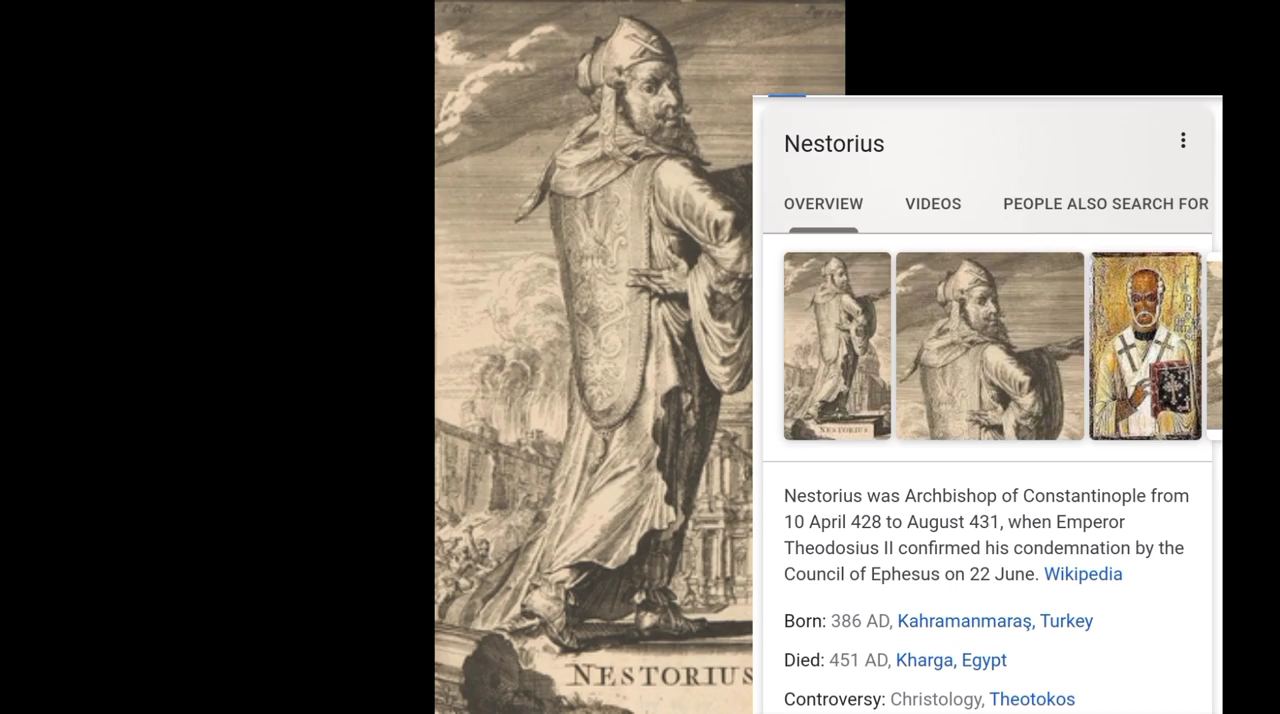 Nestorius
OVERVIEW VIDEOS PEOPLE ALSO SEARCH FOR
NESTORIUS
Nestorius was Archbishop of Constantinople from
10 April 428 to August 431, when Emperor
Theodosius II confirmed his condemnation by the
Council of Ephesus on 22 June. Wikipedia
Born: 386 AD, Kahramanmaraş, Turkey
Died: 451 AD, Kharga, Egypt
Controversy: Christology, Theotokos
NESTORIUS